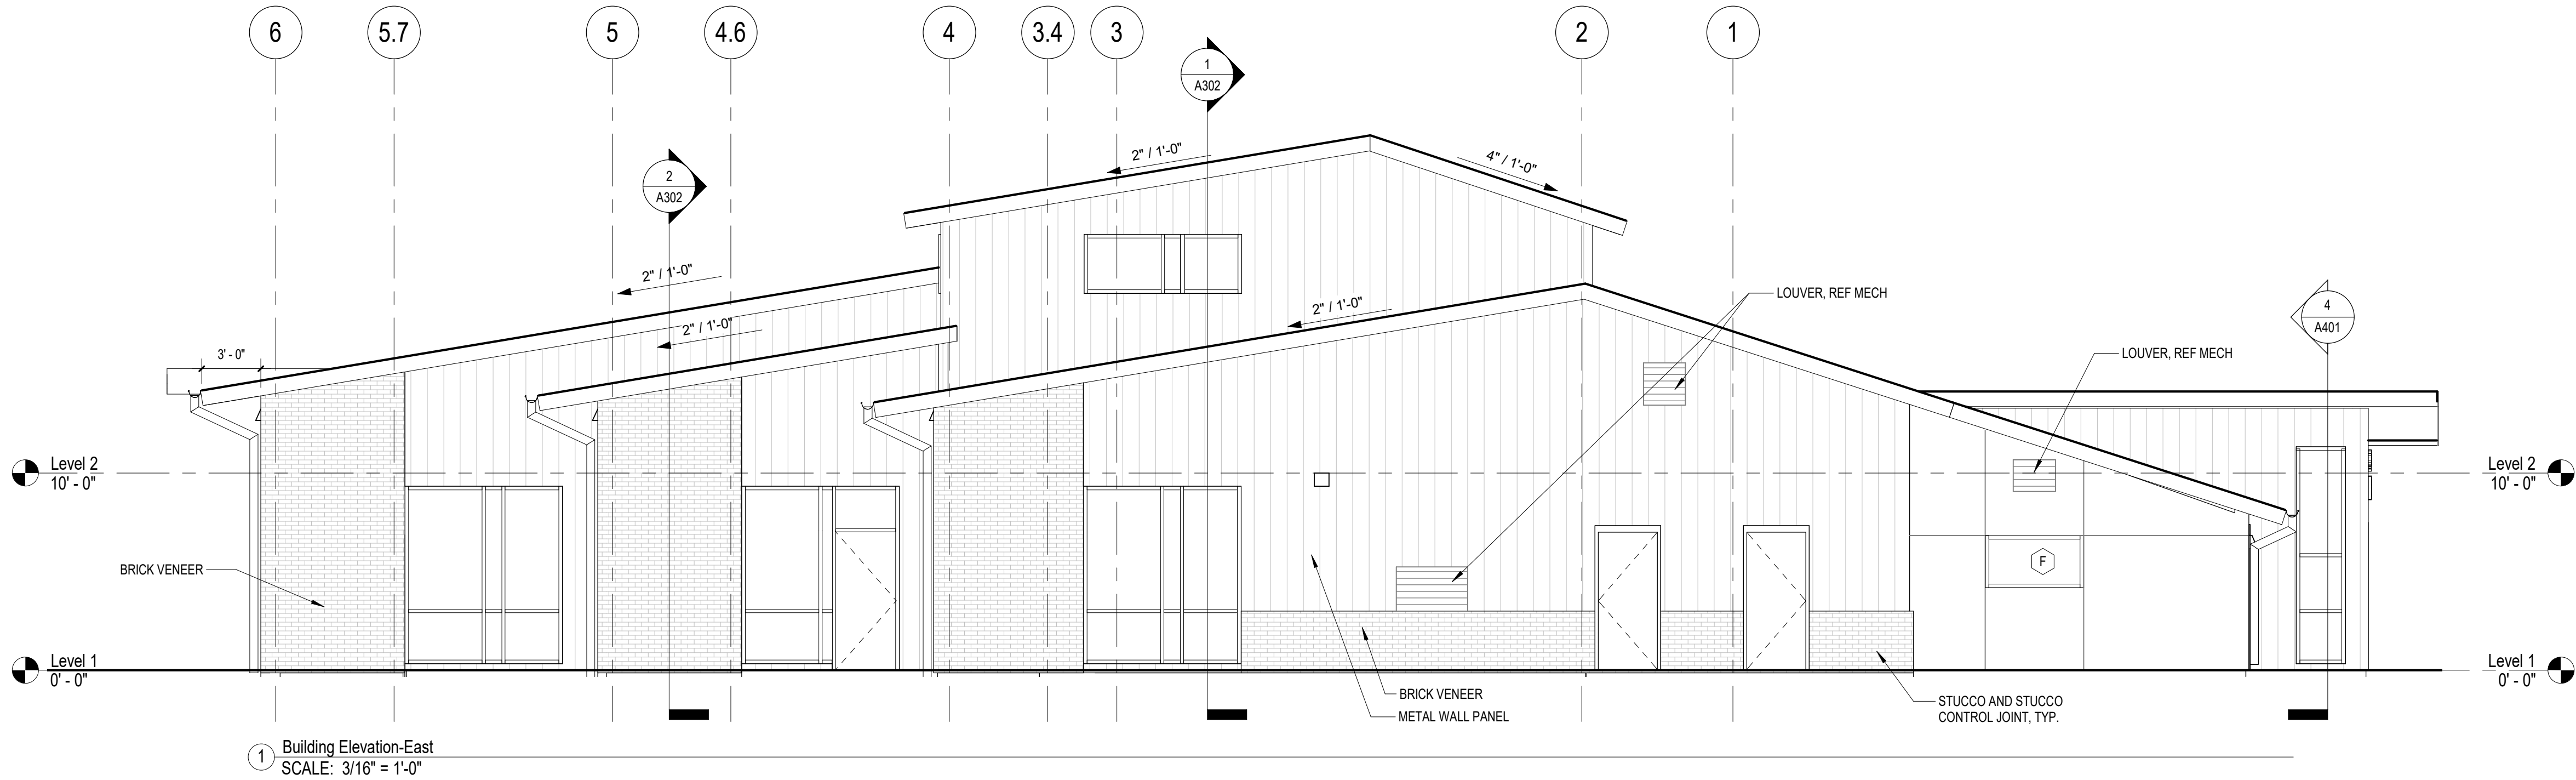 6
5.7
5
4.6
4
3.4
3
2
1
1
A302
2
A302
2" / 1'-0"
4" / 1'-0"
2" / 1'-0"
2" / 1'-0"
2" / 1'-0"
LOUVER, REF MECH
4
A401
3' - 0"
LOUVER, REF MECH
Level 2
10' - 0"
Level 2
10' - 0"
BRICK VENEER
F
Level 1
0' - 0"
Level 1
0' - 0"
BRICK VENEER
METAL WALL PANEL
STUCCO AND STUCCO
CONTROL JOINT, TYP.
1
Building Elevation-East
SCALE: 3/16" = 1'-0"